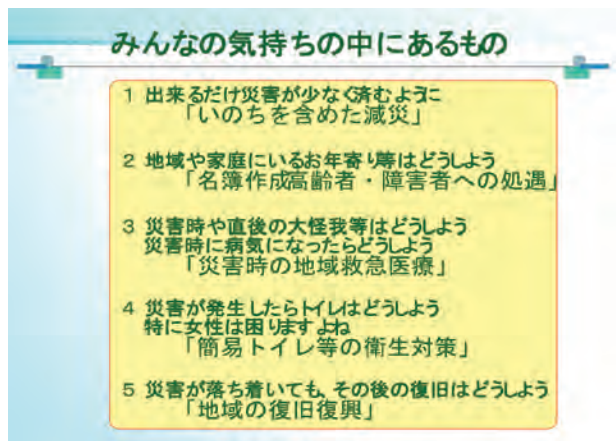 みんなの気持ちの中にあるもの
1 出来るだけ災害が少なく済むように
「いのちを含めた減災」
2 地域や家庭にいるお年寄り等はどうしよう
「名簿作成高齢者・障害者への処遇」
3 災害時や直後の大怪我等はどうしよう
災害時に病気になったらどうしよう
「災害時の地域救急医療」
4 災害が発生したらトイレはどうしよう
特に女性は困りますよね
「簡易トイレ等の衛生対策」
5 災害が落ち着いても、その後の復旧はどうしよう
「地域の復旧復興」